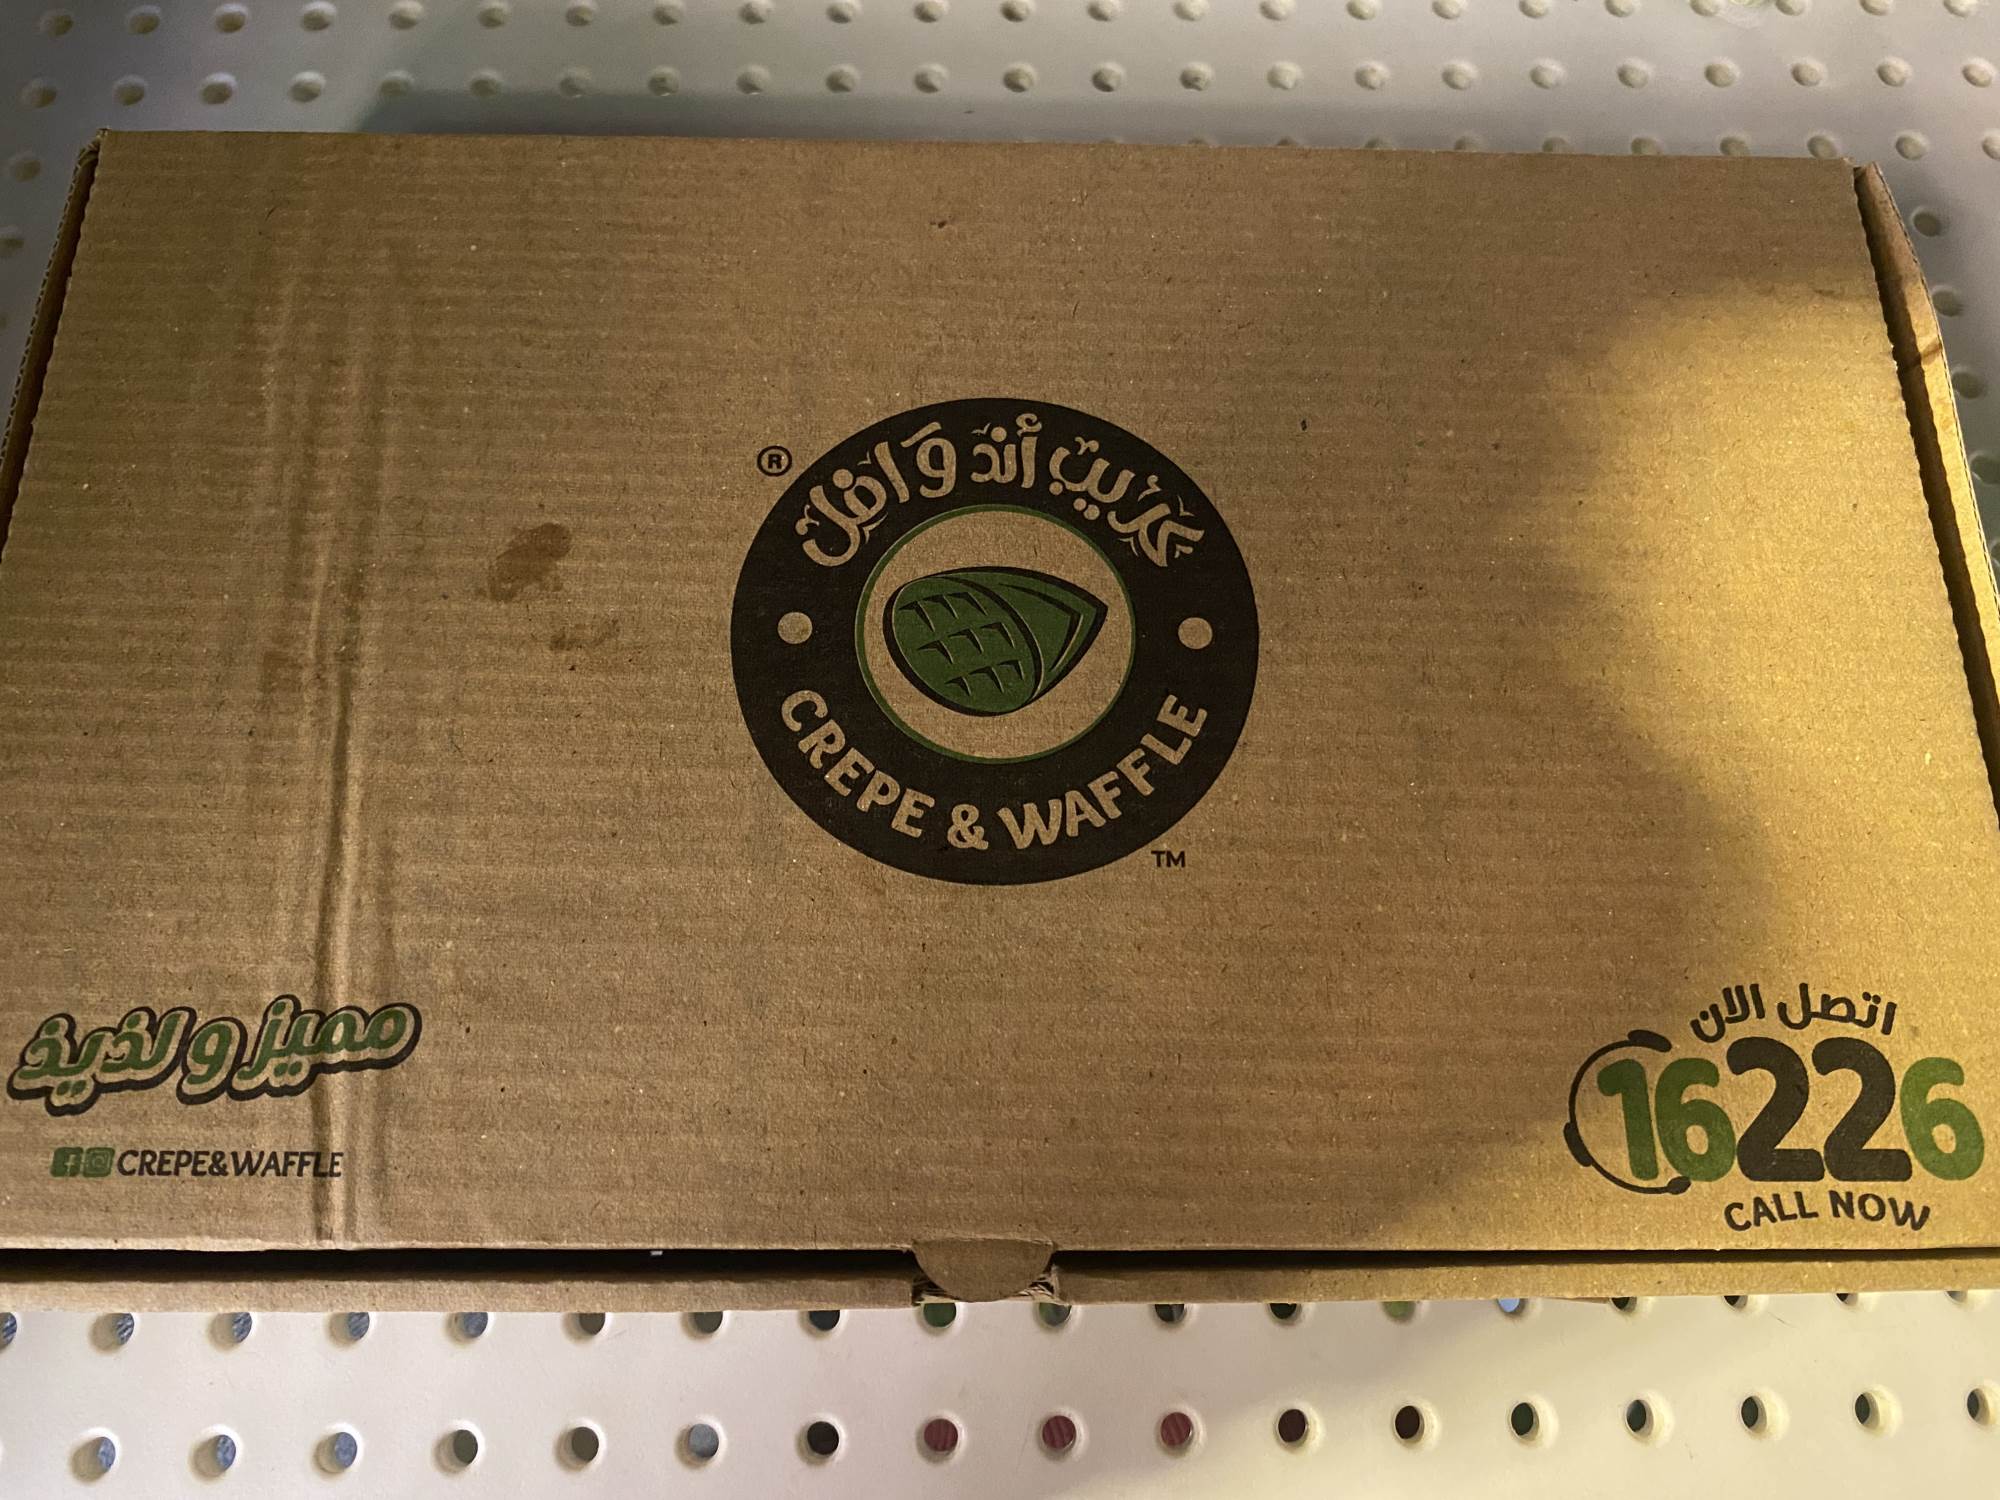 ®
كريب أند وافل
CREPE & WAFFLE
TM
مميز و لذيذ
CREPE&WAFFLE
اتصل الان
16226
CALL NOW